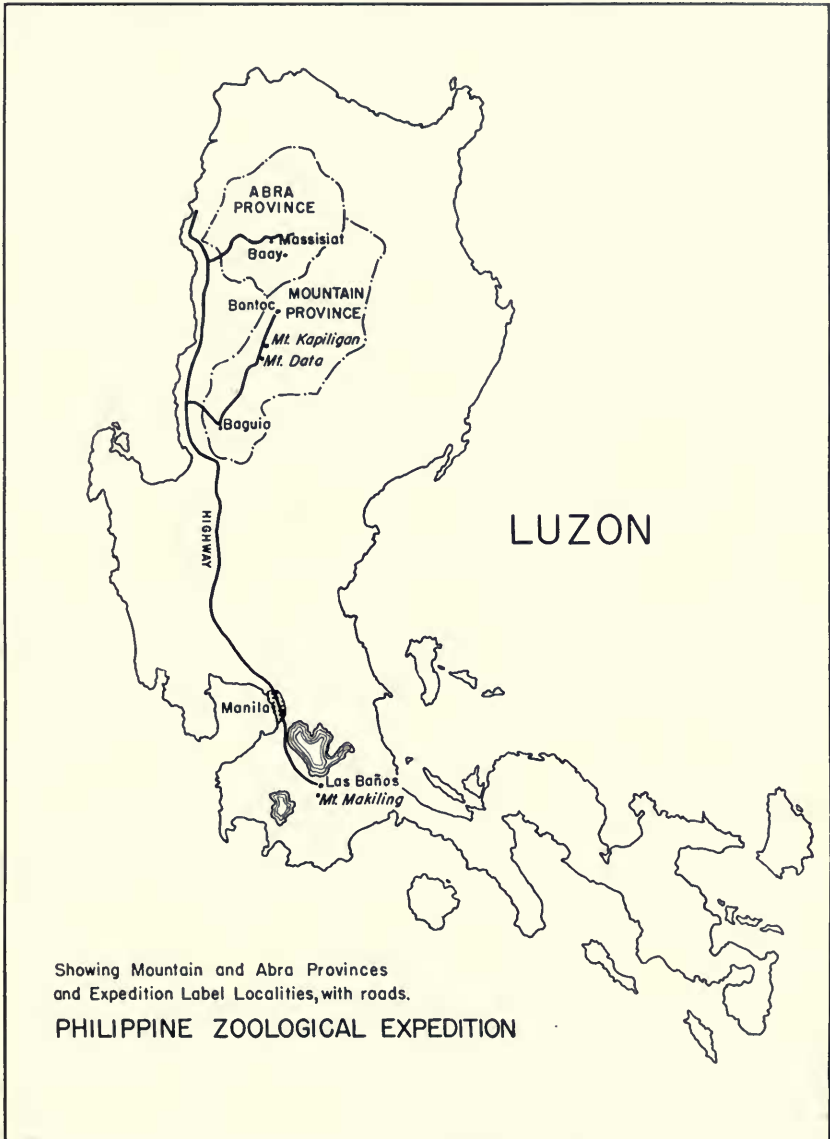 ABRA
PROVINCE
Massisiat
Baay
Bontoc
MOUNTAIN
PROVINCE
Mt. Kapiligan
Mt. Data
Baguio
LUZON
HIGHWAY
Manila
Las Baños
Mt. Makiling
Showing Mountain and Abra Provinces
and Expedition Label Localities, with roads.
PHILIPPINE ZOOLOGICAL EXPEDITION